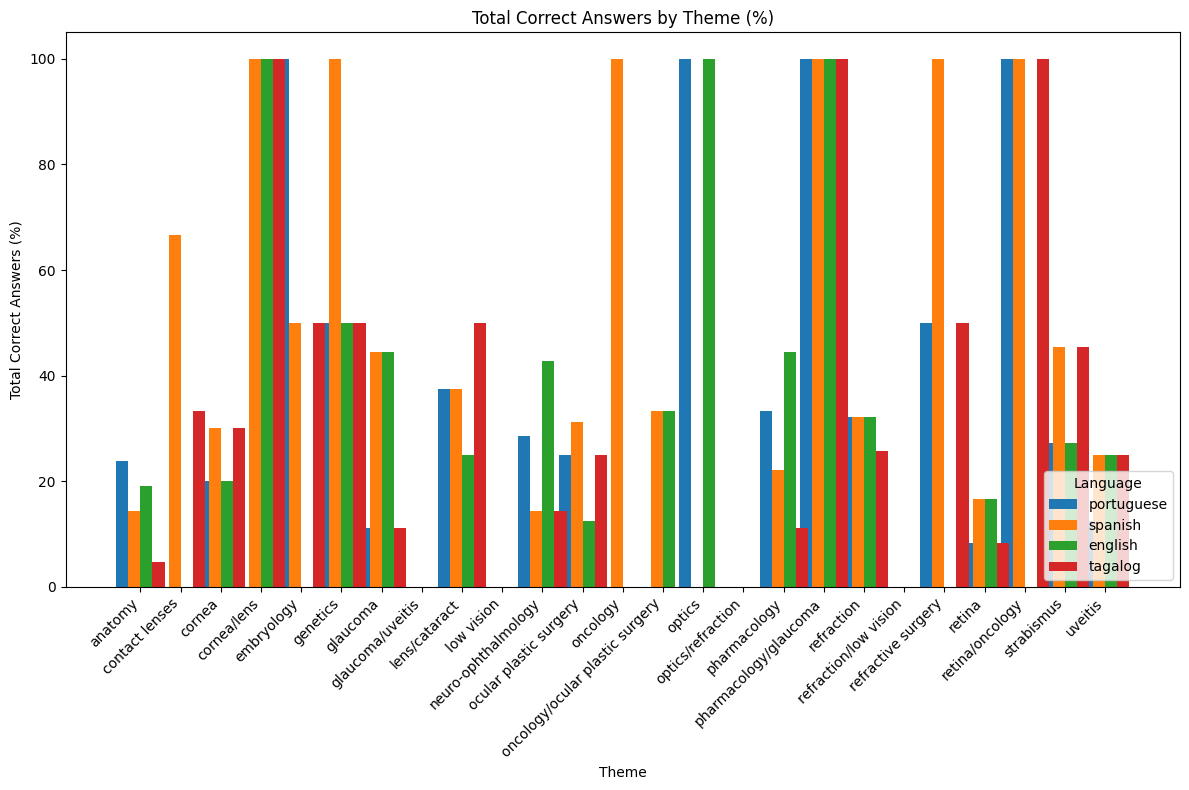 Total Correct Answers by Theme (%)
Total Correct Answers (%)
100
80
60
40
20
0
anatomy
contact lenses
cornea
cornea/lens
embryology
genetics
glaucoma
glaucoma/uveitis
lens/cataract
low vision
neuro-ophthalmology
ocular plastic surgery
oncology
oncology/ocular plastic surgery
optics
optics/refraction
pharmacology
pharmacology/glaucoma
refraction
refraction/low vision
refractive surgery
retina
retina/oncology
strabismus
uveitis
Theme
Language
portuguese
spanish
english
tagalog